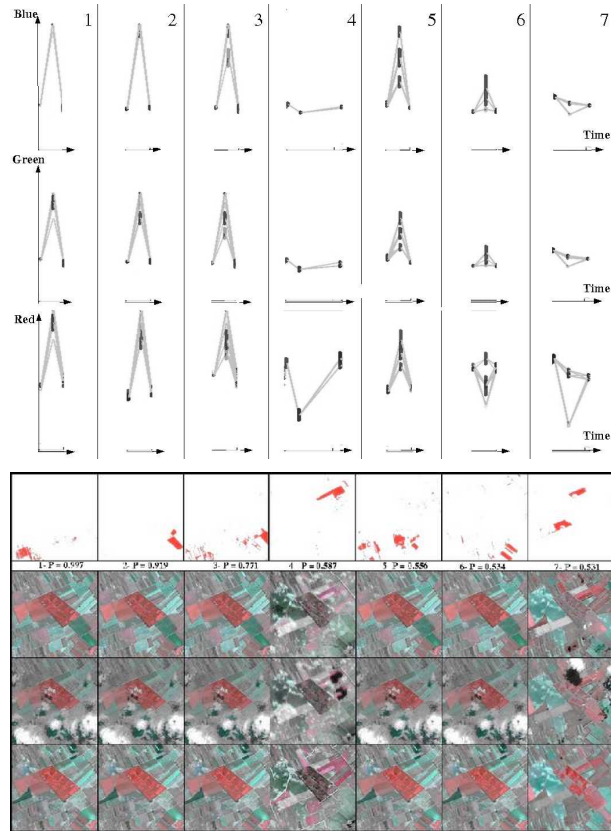 Blue 1 2 3 4 5 6 7
Time
Green
Time
Red
Time
1- P = 0.997 2- P = 0.919 3- P = 0.771 4 P = 0.587 5 P = 0.556 6- P = 0.534 7- P = 0.531